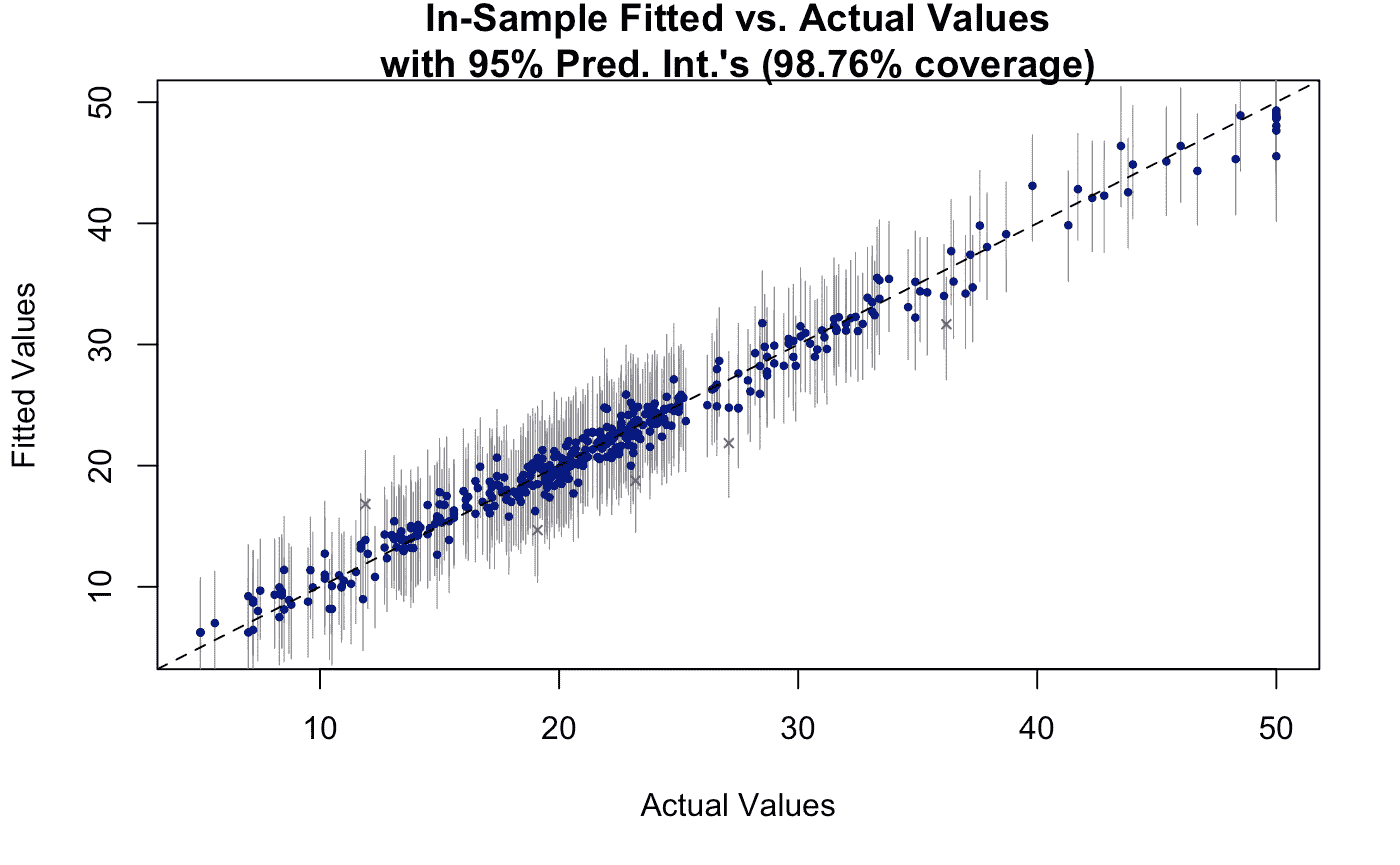 In-Sample Fitted vs. Actual Values
with 95% Pred. Int.'s (98.76% coverage)
Fitted Values
50
40
30
20
10
10 20 30 40 50
Actual Values